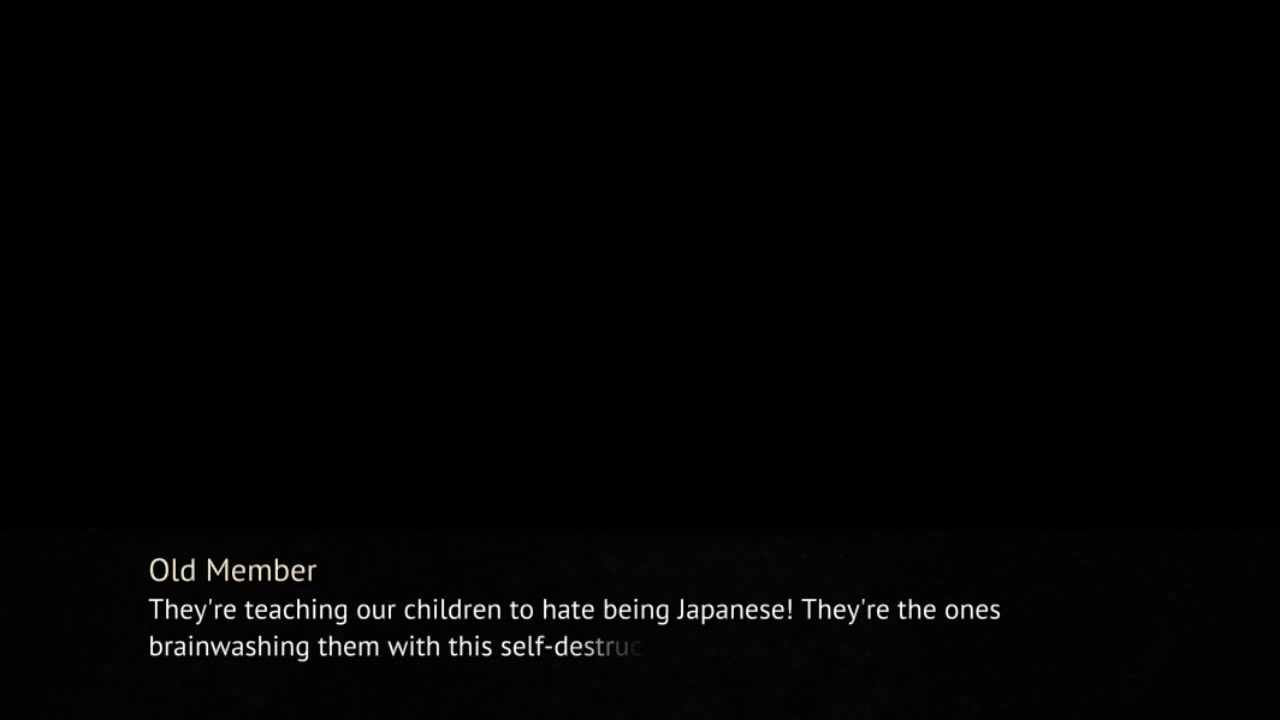 Old Member
They're teaching our children to hate being Japanese! They're the ones
brainwashing them with this self-destruc